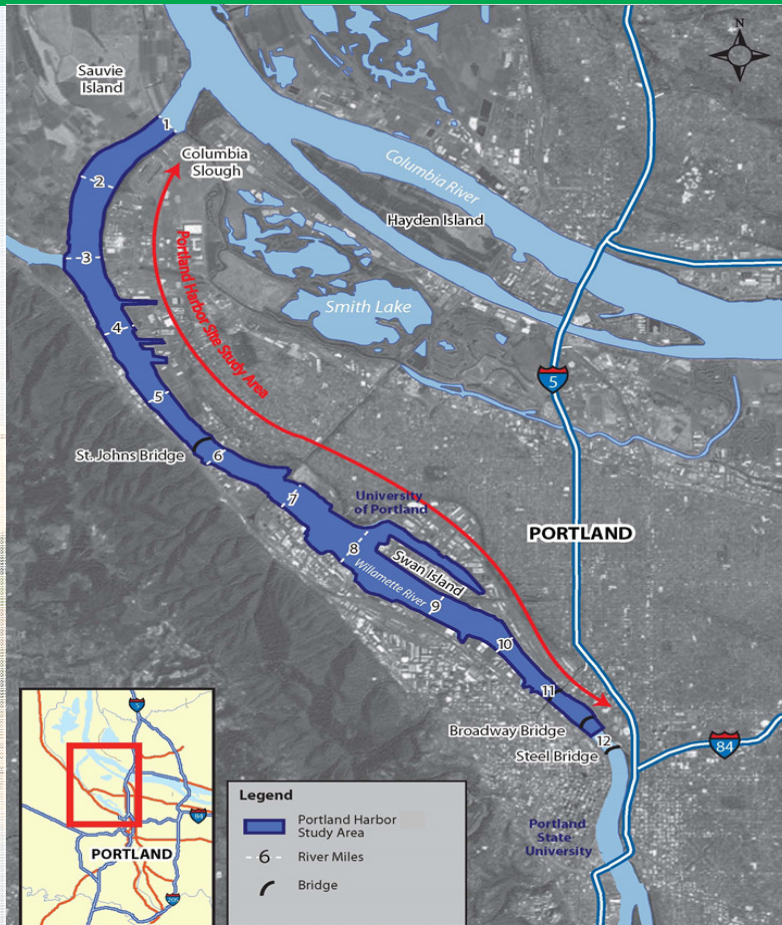 N
Sauvie
Island
1
Columbia
Slough
2
Columbia River
Hayden Island
3
Portland Harbor Site Study Area
Smith Lake
4
5
5
St. Johns Bridge
6
7
University
of Portland
PORTLAND
8
Swan Island
Willamette River
9
10
11
Broadway Bridge
12
Steel Bridge
84
Portland
State
University
5
84
PORTLAND
205
Legend
Portland Harbor
Study Area
6
River Miles
Bridge